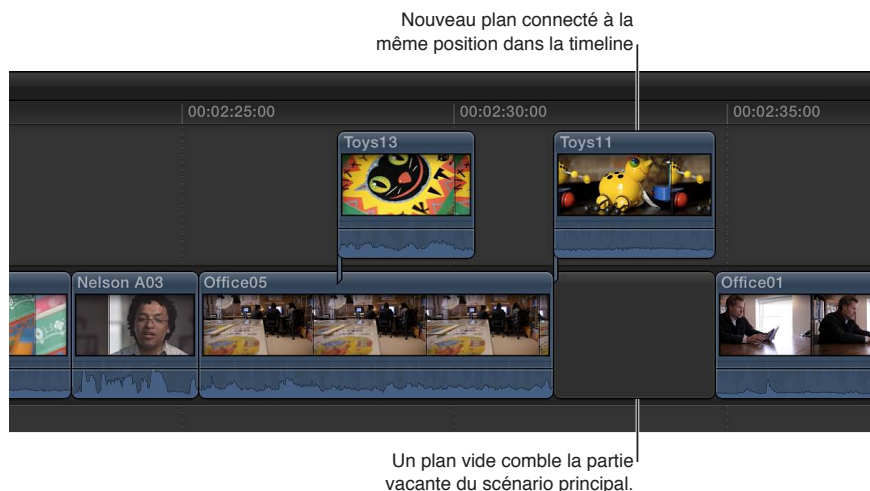 Nouveau plan connecté à la
même position dans la timeline
00:02:25:00
00:02:30:00
00:02:35:00
Toys13
Toys11
Nelson A03
Office05
Office01
Un plan vide comble la partie
vacante du scénario principal.